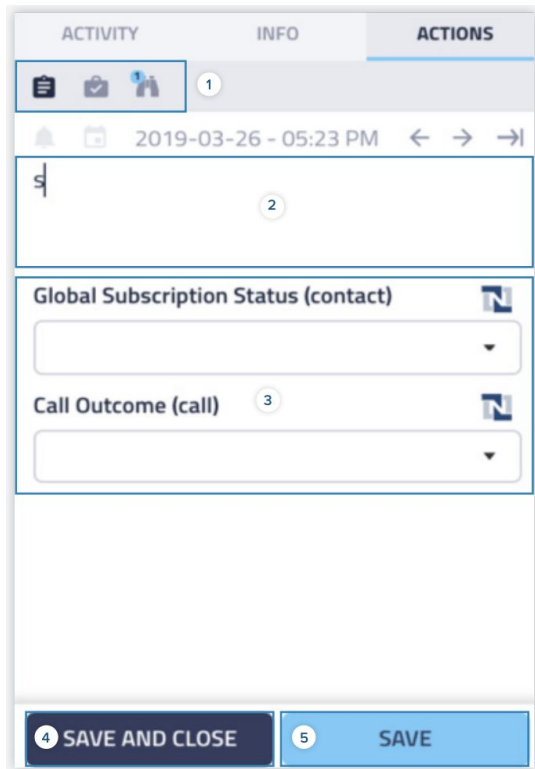 ACTIVITY INFO ACTIONS
1 1
2019-03-26 - 05:23 PM
s
2
Global Subscription Status (contact) N
Call Outcome (call) 3 N
4 SAVE AND CLOSE 5 SAVE